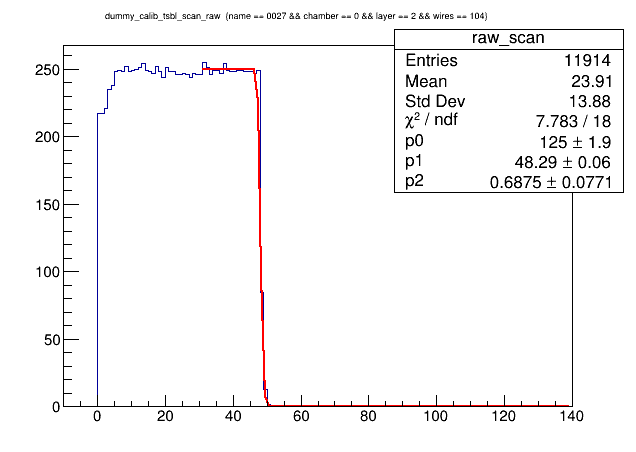 dummy_calib_tsbl_scan_raw (name == 0027 && chamber == 0 && layer == 2 && wires == 104)
raw_scan
Entries 11914
Mean 23.91
Std Dev 13.88
χ² / ndf 7.783 / 18
p0 125 ± 1.9
p1 48.29 ± 0.06
p2 0.6875 ± 0.0771
250
200
150
100
50
0
0 20 40 60 80 100 120 140